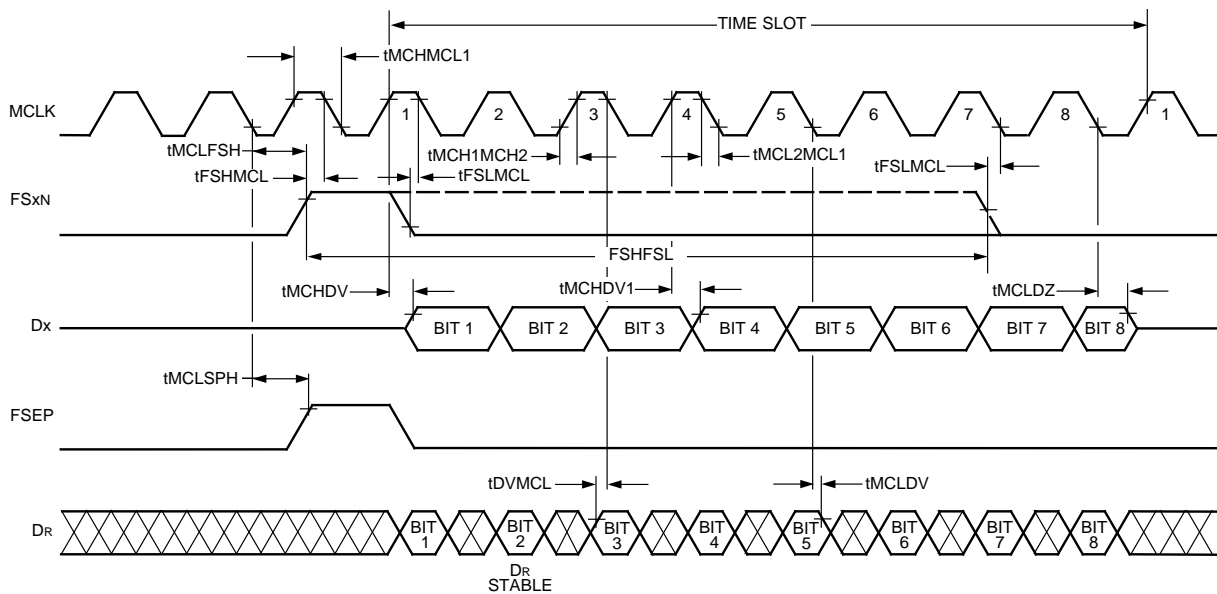 TIME SLOT
tMCHMCL1
MCLK
1 2 3 4 5 6 7 8 1
tMCLFSH
tMCH1MCH2
tMCL2MCL1
tFSHMCL
tFSLMCL
tFSLMCL
FSxN
FSHFSL
tMCHDV
tMCHDV1
tMCLDZ
Dx
BIT 1 BIT 2 BIT 3 BIT 4 BIT 5 BIT 6 BIT 7 BIT 8
tMCLSPH
FSEP
tDVMCL
tMCLDV
DR
BIT BIT BIT BIT BIT BIT BIT BIT
1 2 3 4 5 6 7 8
DR
STABLE